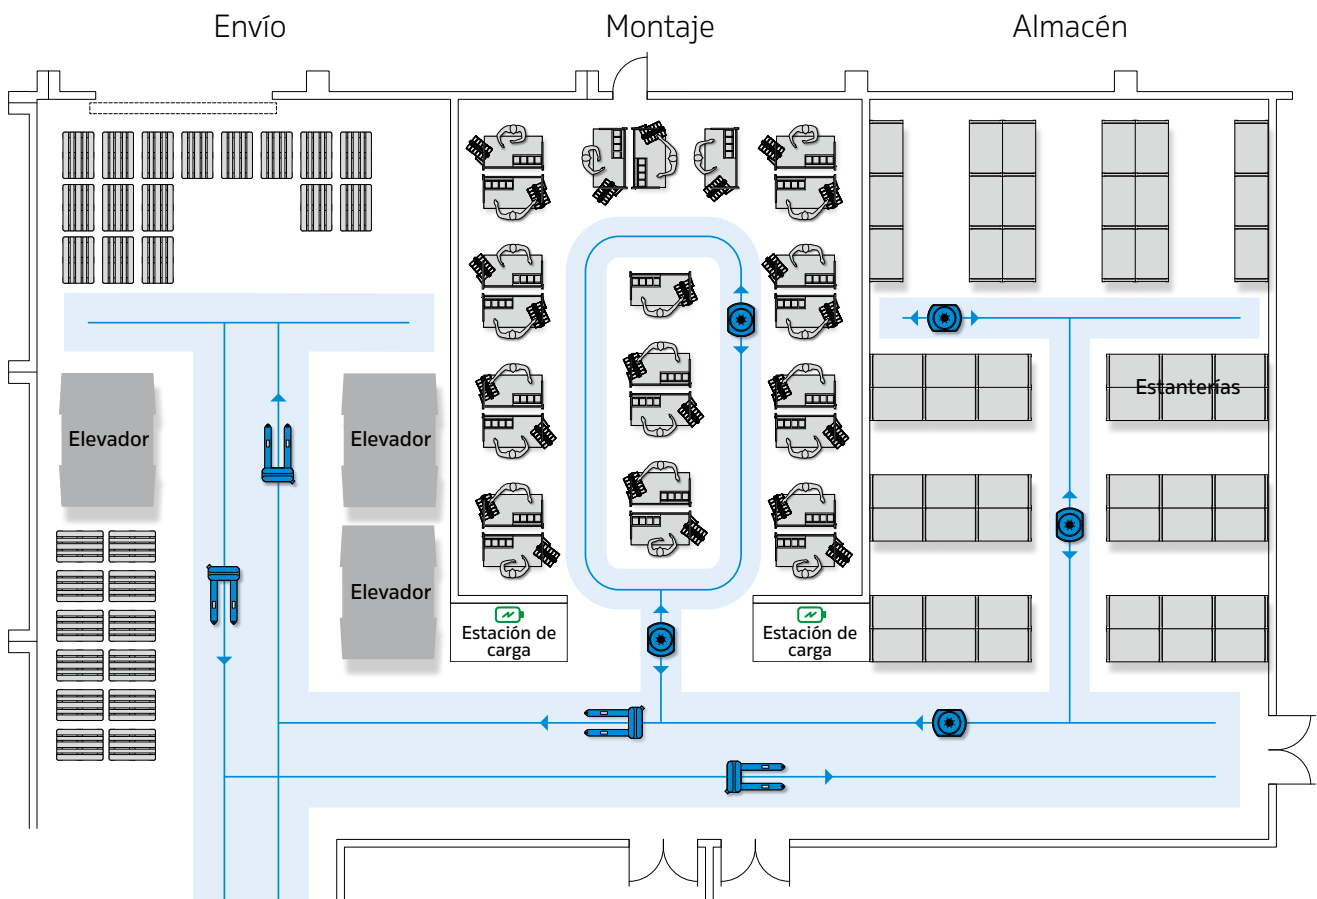 Envío
Montaje
Almacén
Estanterías
Elevador
Elevador
Elevador
Estación de
carga
Estación de
carga